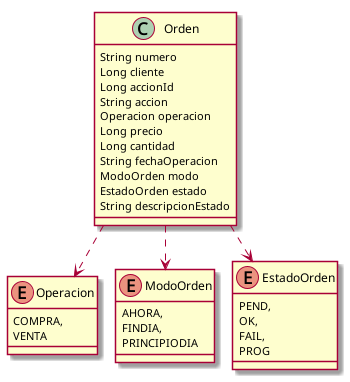 C Orden
String numero
Long cliente
Long accionId
String accion
Operacion operacion
Long precio
Long cantidad
String fechaOperacion
ModoOrden modo
EstadoOrden estado
String descripcionEstado
E Operacion
COMPRA,
VENTA
E ModoOrden
AHORA,
FINDIA,
PRINCIPIODIA
E EstadoOrden
PEND,
OK,
FAIL,
PROG